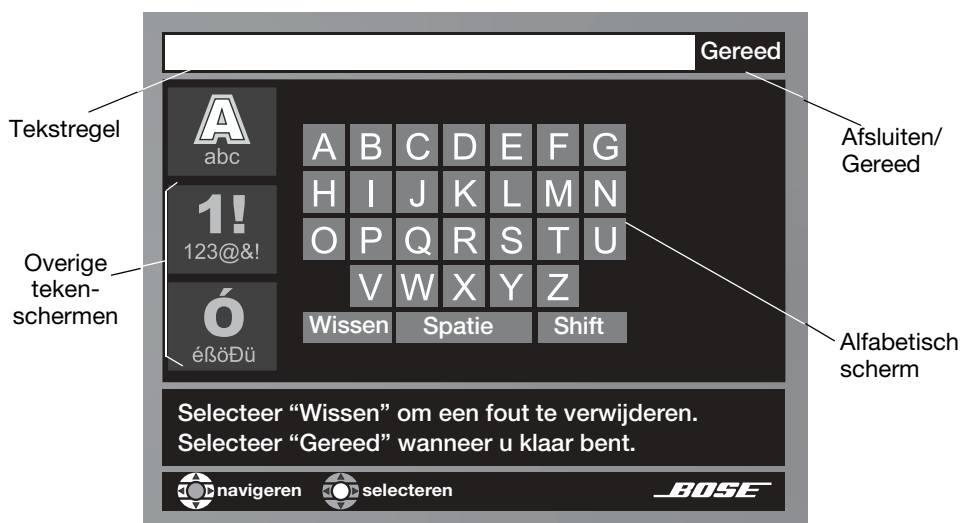 Gereed
Tekstregel
Afsluiten/
Gereed
A
abc
1!
123@&!
Ó
éßöÐü
Overige
teken-
schermen
A B C D E F G
H I J K L M N
O P Q R S T U
V W X Y Z
Wissen Spatie Shift
Alfabetisch
scherm
Selecteer “Wissen” om een fout te verwijderen.
Selecteer “Gereed” wanneer u klaar bent.
navigeren selecteren BOSE